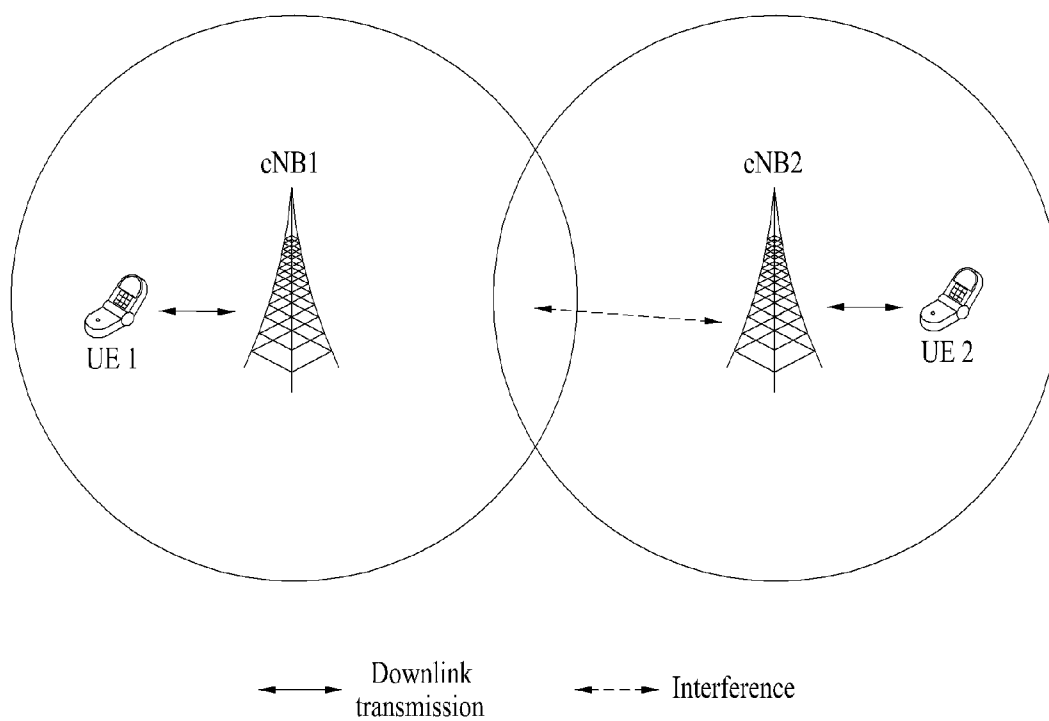 cNB1
cNB2
UE 1
UE 2
Downlink
transmission
Interference